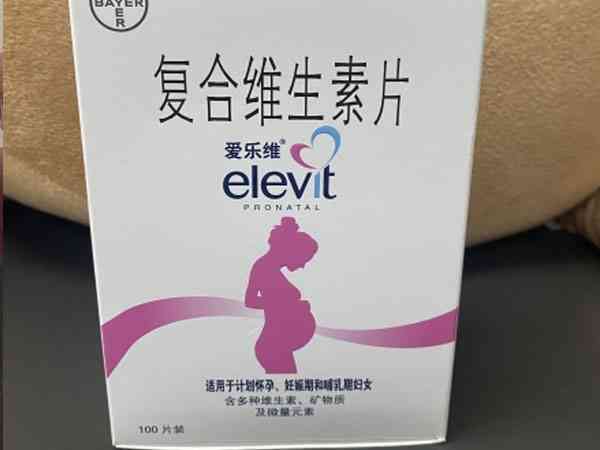 BAYER
E
R
复合维生素片
爱乐维®
elevit
PRONATAL
适用于计划怀孕、妊娠期和哺乳期妇女
含多种维生素、矿物质
及微量元素
100 片装